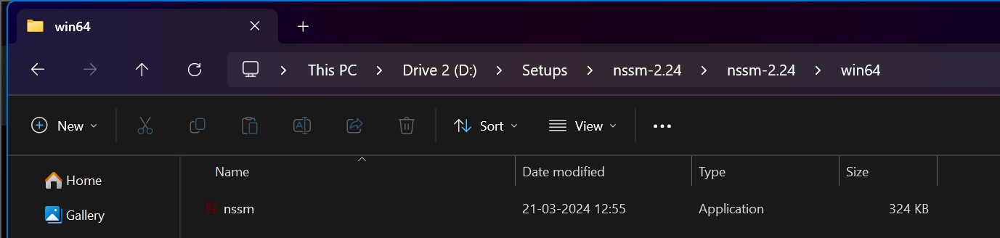 win64
This PC > Drive 2 (D:) > Setups > nssm-2.24 > nssm-2.24 > win64
New Sort View
Name Date modified Type Size
Home
Gallery
nssm 21-03-2024 12:55 Application 324 KB